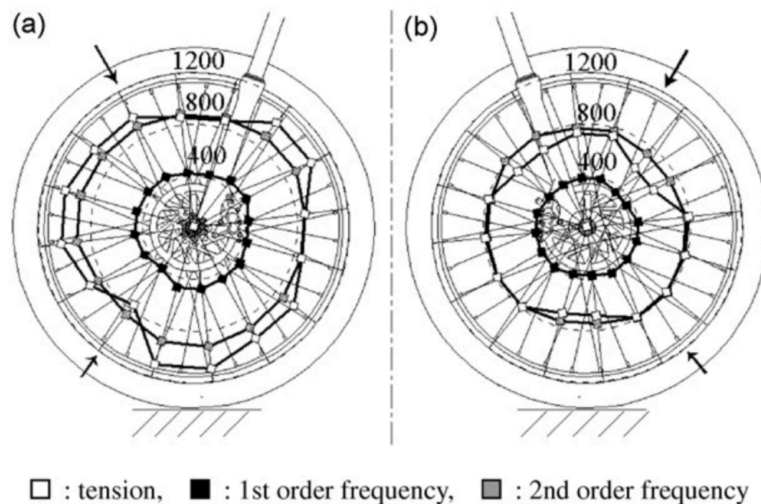 (a)
1200
800
400
(b)
1200
800
400
□ : tension, ■ : 1st order frequency, ■ : 2nd order frequency